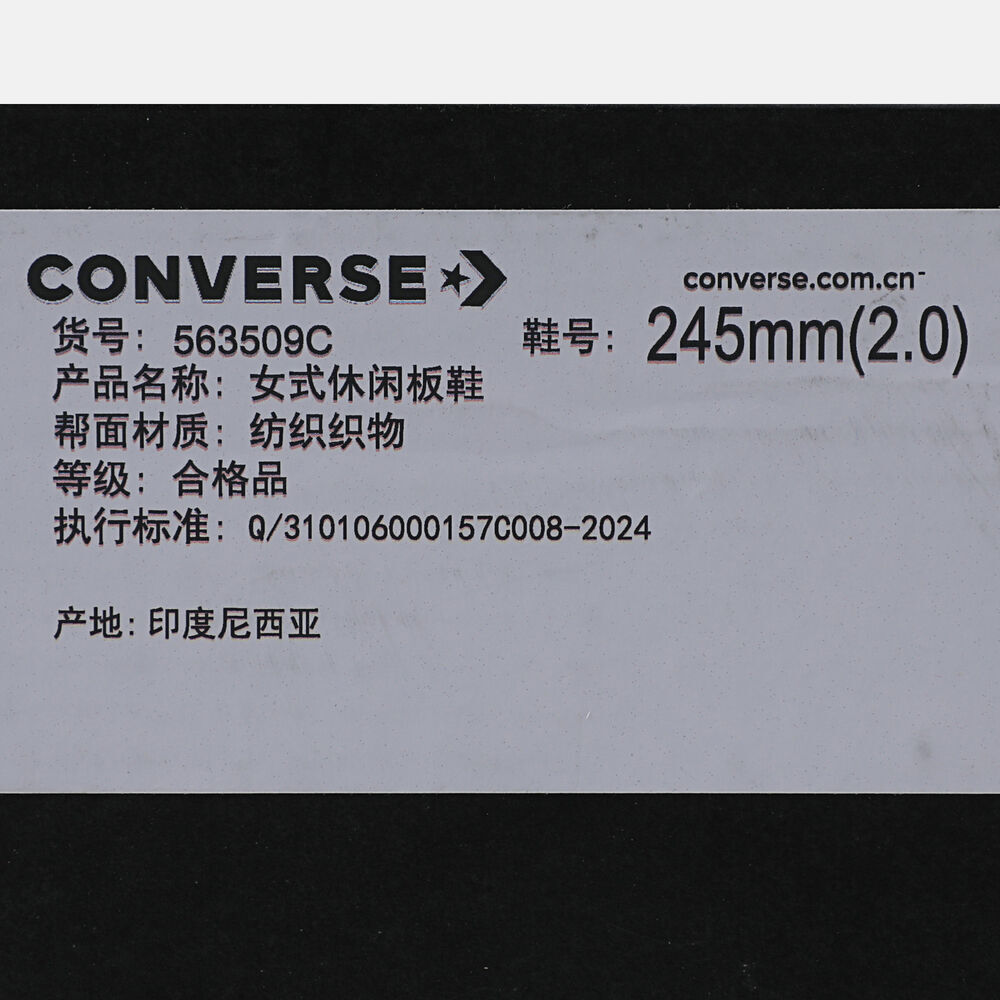 CONVERSE
converse.com.cn
货号: 563509C
鞋号: 245mm(2.0)
产品名称: 女式休闲板鞋
帮面材质: 纺织织物
等级: 合格品
执行标准: Q/310106000157C008-2024
产地: 印度尼西亚